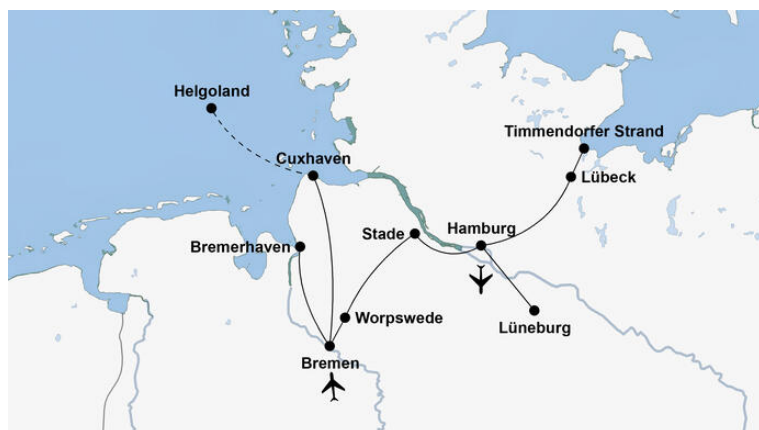 Helgoland
Timmendorfer Strand
Cuxhaven
Lübeck
Hamburg
Stade
Bremerhaven
Worpswede
Lüneburg
Bremen